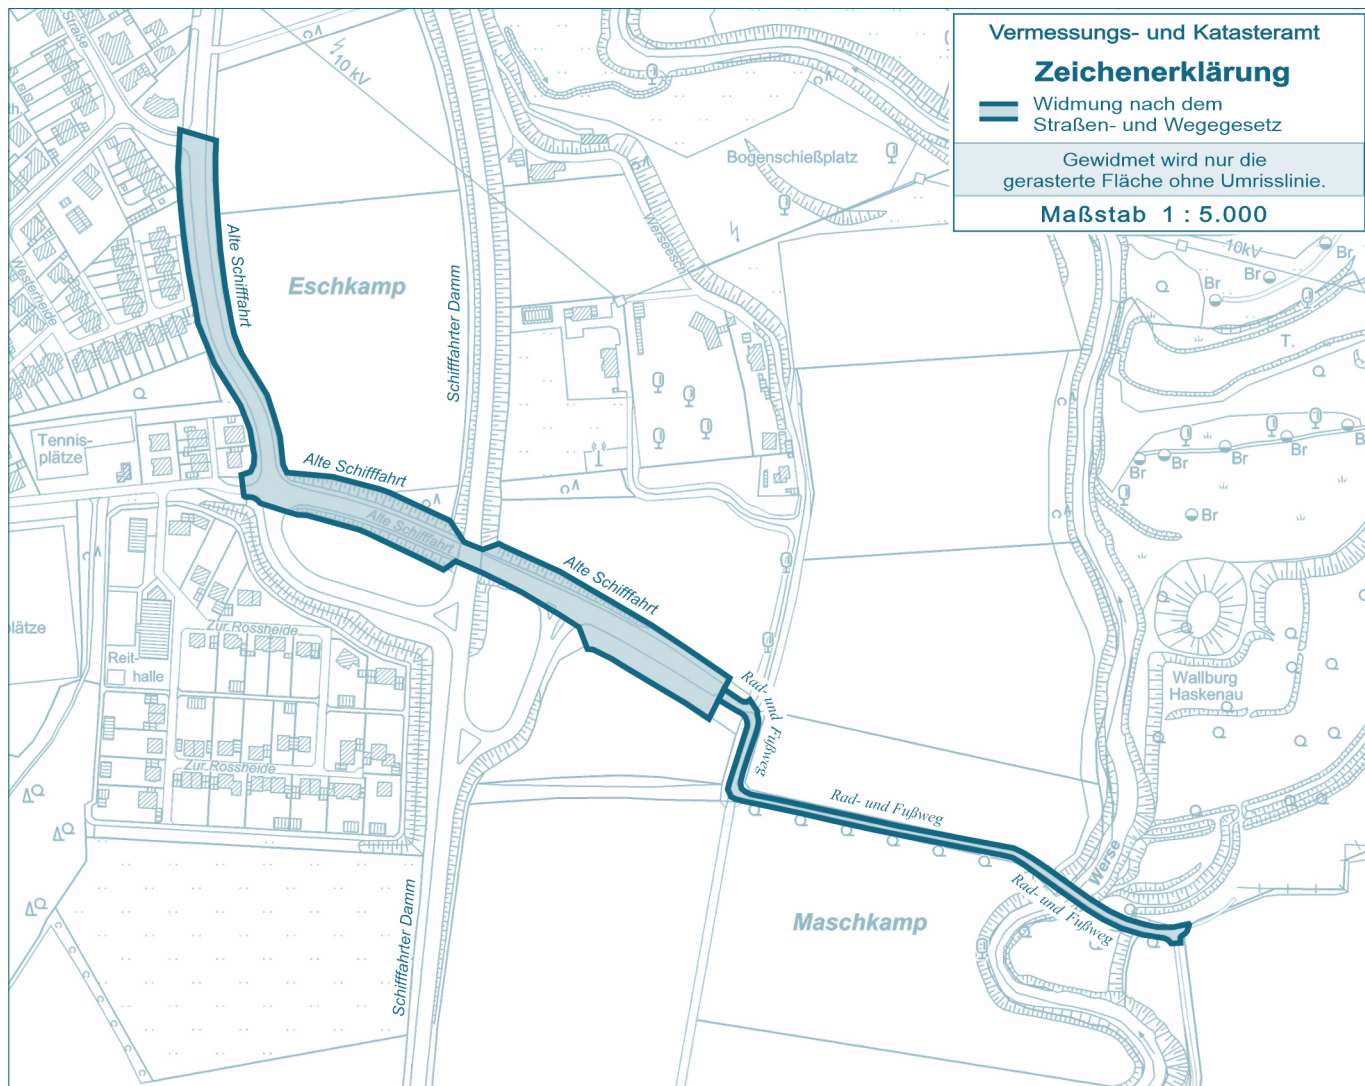 Vermessungs- und Katasteramt
Zeichenerklärung
Widmung nach dem
Straßen- und Wegegesetz
Gewidmet wird nur die
gerasterte Fläche ohne Umrisslinie.
Maßstab 1 : 5.000
Straße
10 kV
Bogenschießplatz
Werseesch
10kV
Br
Br
Br
T.
Alte Schifffahrt
Eschkamp
Schifffahrter Damm
Westerheide
Tennis-
plätze
Alte Schifffahrt
Alte Schifffahrt
Alte Schifffahrt
Br
Br
Br
Br
B
Br
lätze
Zur Rossheide
Reit-
halle
Zur Rossheide
Rad- und Fußweg
Wallburg
Haskenau
Rad- und Fußweg
Werse
Rad- und Fußweg
Maschkamp
Schifffahrter Damm